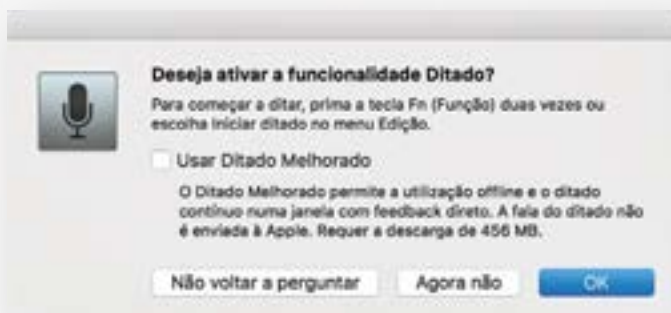 Deseja ativar a funcionalidade Ditado?
Para começar a ditar, prima a tecla Fn (Função) duas vezes ou
escolha Iniciar ditado no menu Edição.
Usar Ditado Melhorado
O Ditado Melhorado permite a utilização offline e o ditado
contínuo numa janela com feedback direto. A fala do ditado não
é enviada à Apple. Requer a descarga de 456 MB.
Não voltar a perguntar Agora não OK